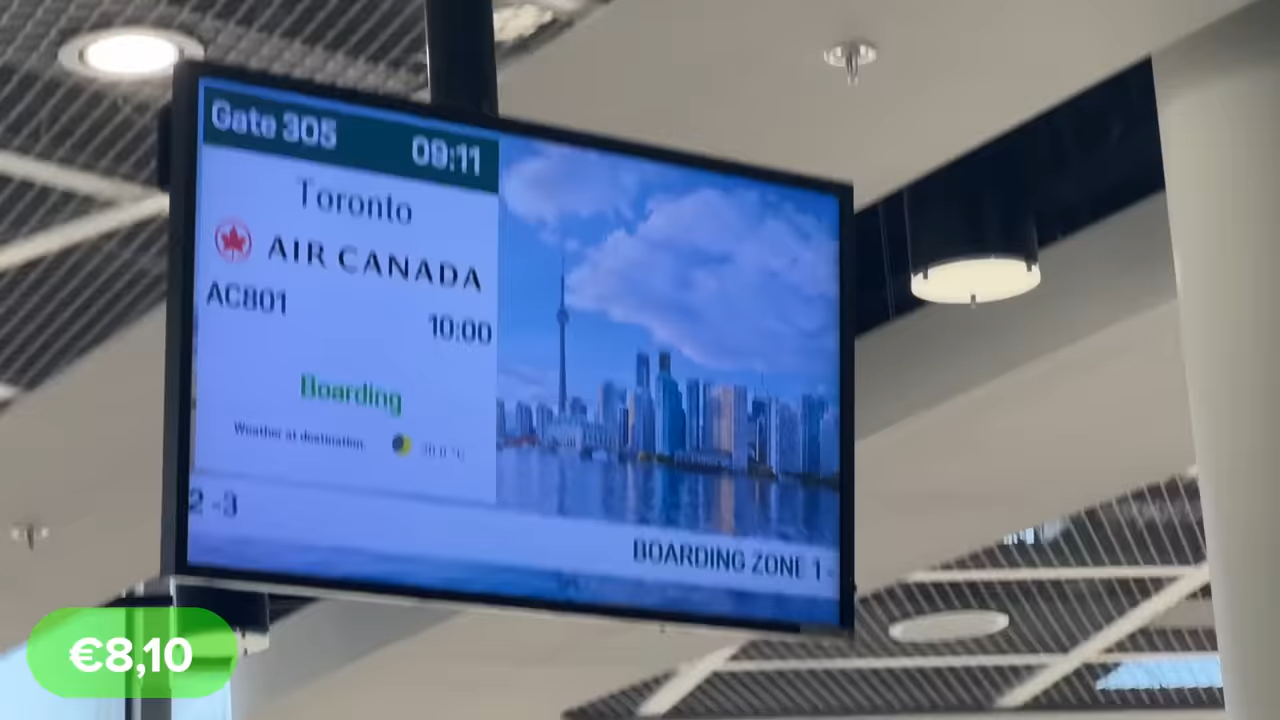 Gate 305
09:11
Toronto
AIR CANADA
AC801
10:00
Boarding
Weather at destination
2 -3
BOARDING ZONE 1 -
€8,10